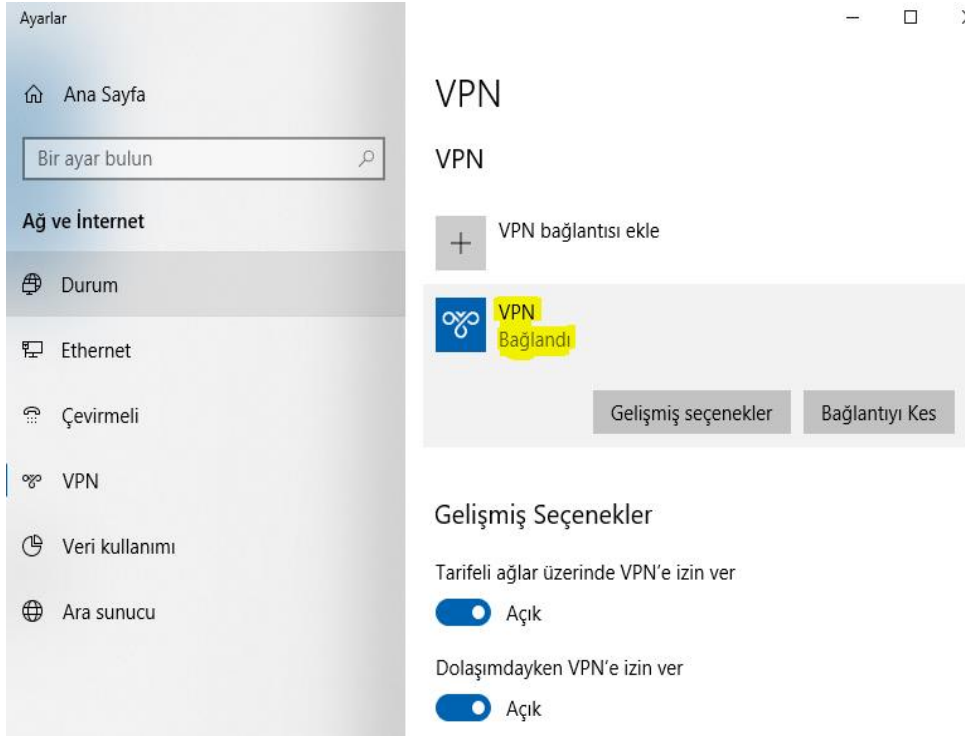 Ayarlar
Ana Sayfa
Bir ayar bulun
Ağ ve İnternet
Durum
Ethernet
Çevirmeli
VPN
Veri kullanımı
Ara sunucu
VPN
VPN
VPN bağlantısı ekle
VPN
Bağlandı
Gelişmiş seçenekler
Bağlantıyı Kes
Gelişmiş Seçenekler
Tarifeli ağlar üzerinde VPN'e izin ver
Açık
Dolaşımdayken VPN'e izin ver
Açık